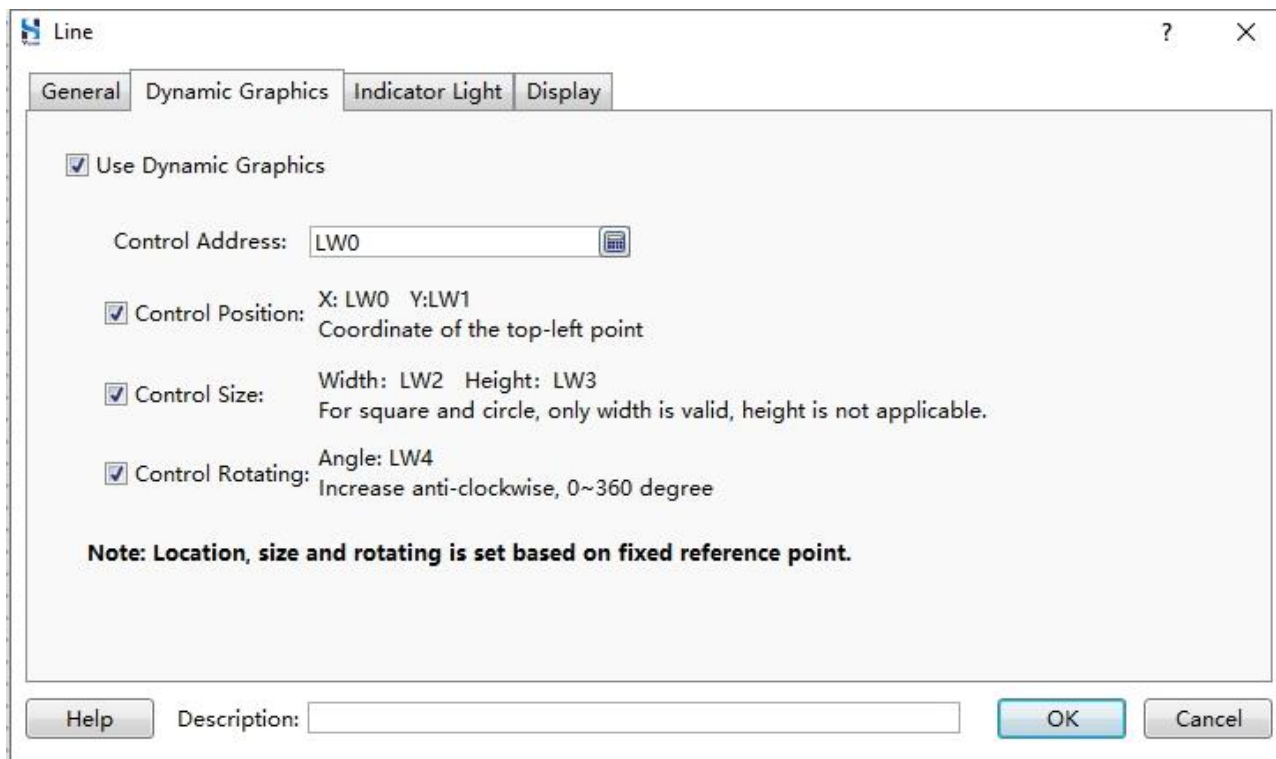 Line
?
General Dynamic Graphics Indicator Light Display
Use Dynamic Graphics
Control Address: LW0
Control Position: X: LW0 Y:LW1
Coordinate of the top-left point
Control Size: Width: LW2 Height: LW3
For square and circle, only width is valid, height is not applicable.
Control Rotating: Angle: LW4
Increase anti-clockwise, 0~360 degree
Note: Location, size and rotating is set based on fixed reference point.
Help Description: OK Cancel